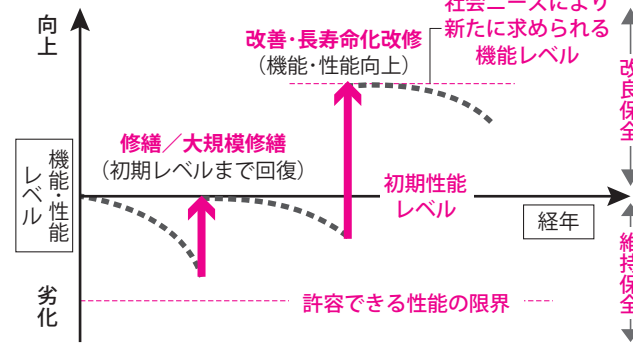 社会ニーズにより
新たに求められる
機能レベル
向上
改善・長寿命化改修
(機能・性能向上)
改良保全
修繕／大規模修繕
(初期レベルまで回復)
機能・性能
レベル
初期性能
レベル
経年
維持保全
劣化
許容できる性能の限界